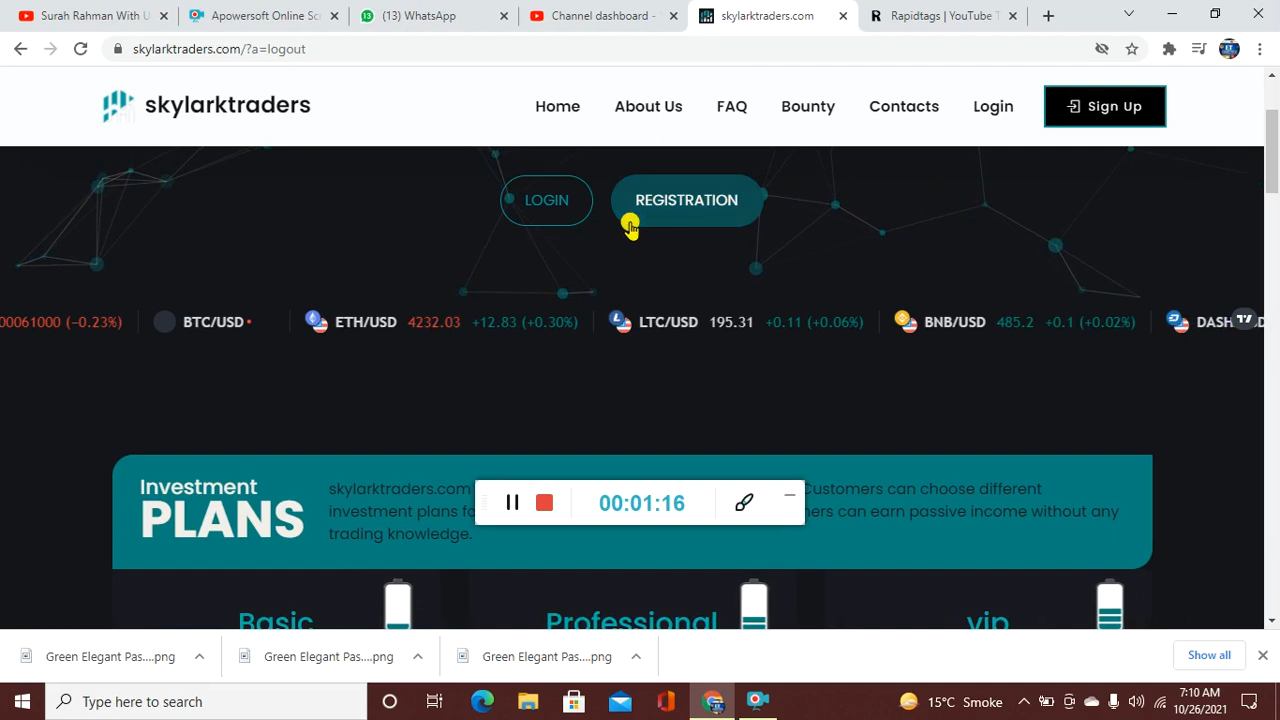 Surah Rahman With U
Apowersoft Online Scr
(13) WhatsApp
Channel dashboard -
skylarktraders.com
Rapidtags | YouTube T
skylarktraders.com/?a=logout
skylarktraders
Home
About Us
FAQ
Bounty
Contacts
Login
Sign Up
LOGIN
REGISTRATION
00061000 (−0.23%)
BTC/USD
ETH/USD 4232.03 +12.83 (+0.30%)
LTC/USD 195.31 +0.11 (+0.06%)
BNB/USD 485.2 +0.1 (+0.02%)
DASH
Investment
PLANS
skylarktraders.com Customers can choose different
investment plans ers can earn passive income without any
trading knowledge.
00:01:16
Basic
Professional
vip
Green Elegant Pas....png
Green Elegant Pas....png
Green Elegant Pas....png
Show all
Type here to search
15°C Smoke
7:10 AM
10/26/2021